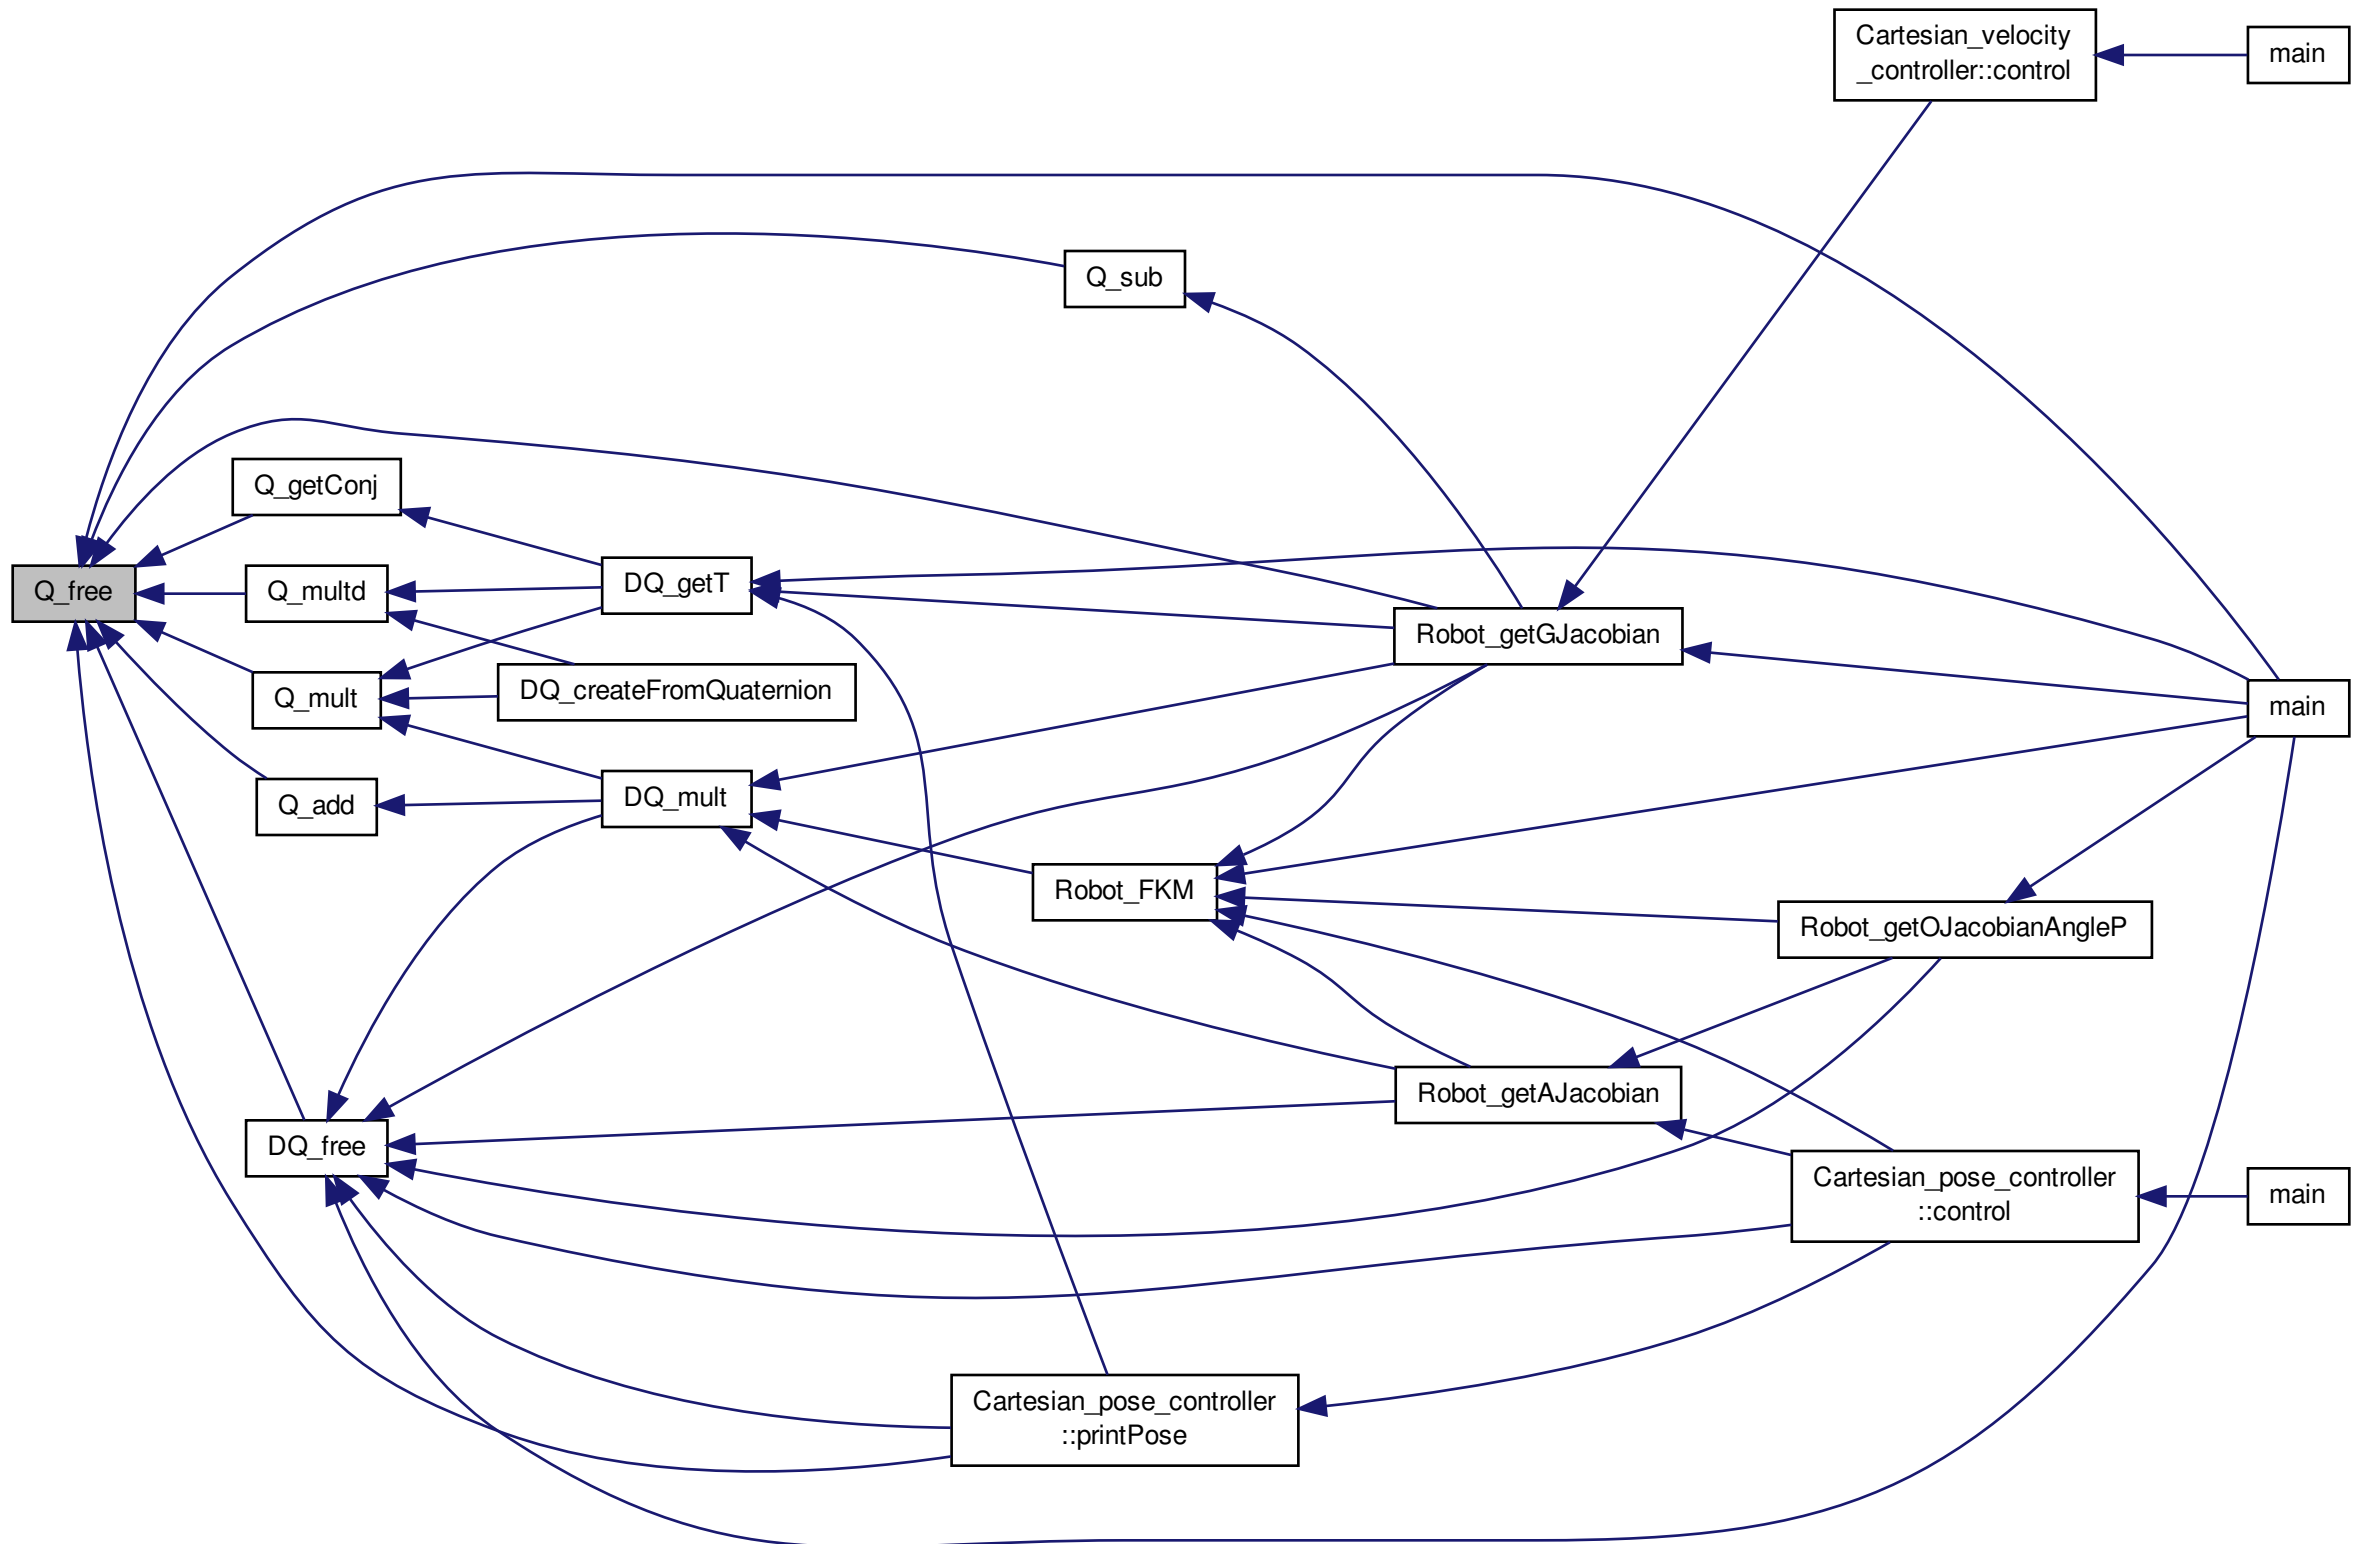 Cartesian_velocity
_controller::control
main
Q_sub
Q_getConj
Q_free
Q_multd
DQ_getT
Robot_getGJacobian
Q_mult
DQ_createFromQuaternion
main
Q_add
DQ_mult
Robot_FKM
Robot_getOJacobianAngleP
Robot_getAJacobian
DQ_free
Cartesian_pose_controller
::control
main
Cartesian_pose_controller
::printPose